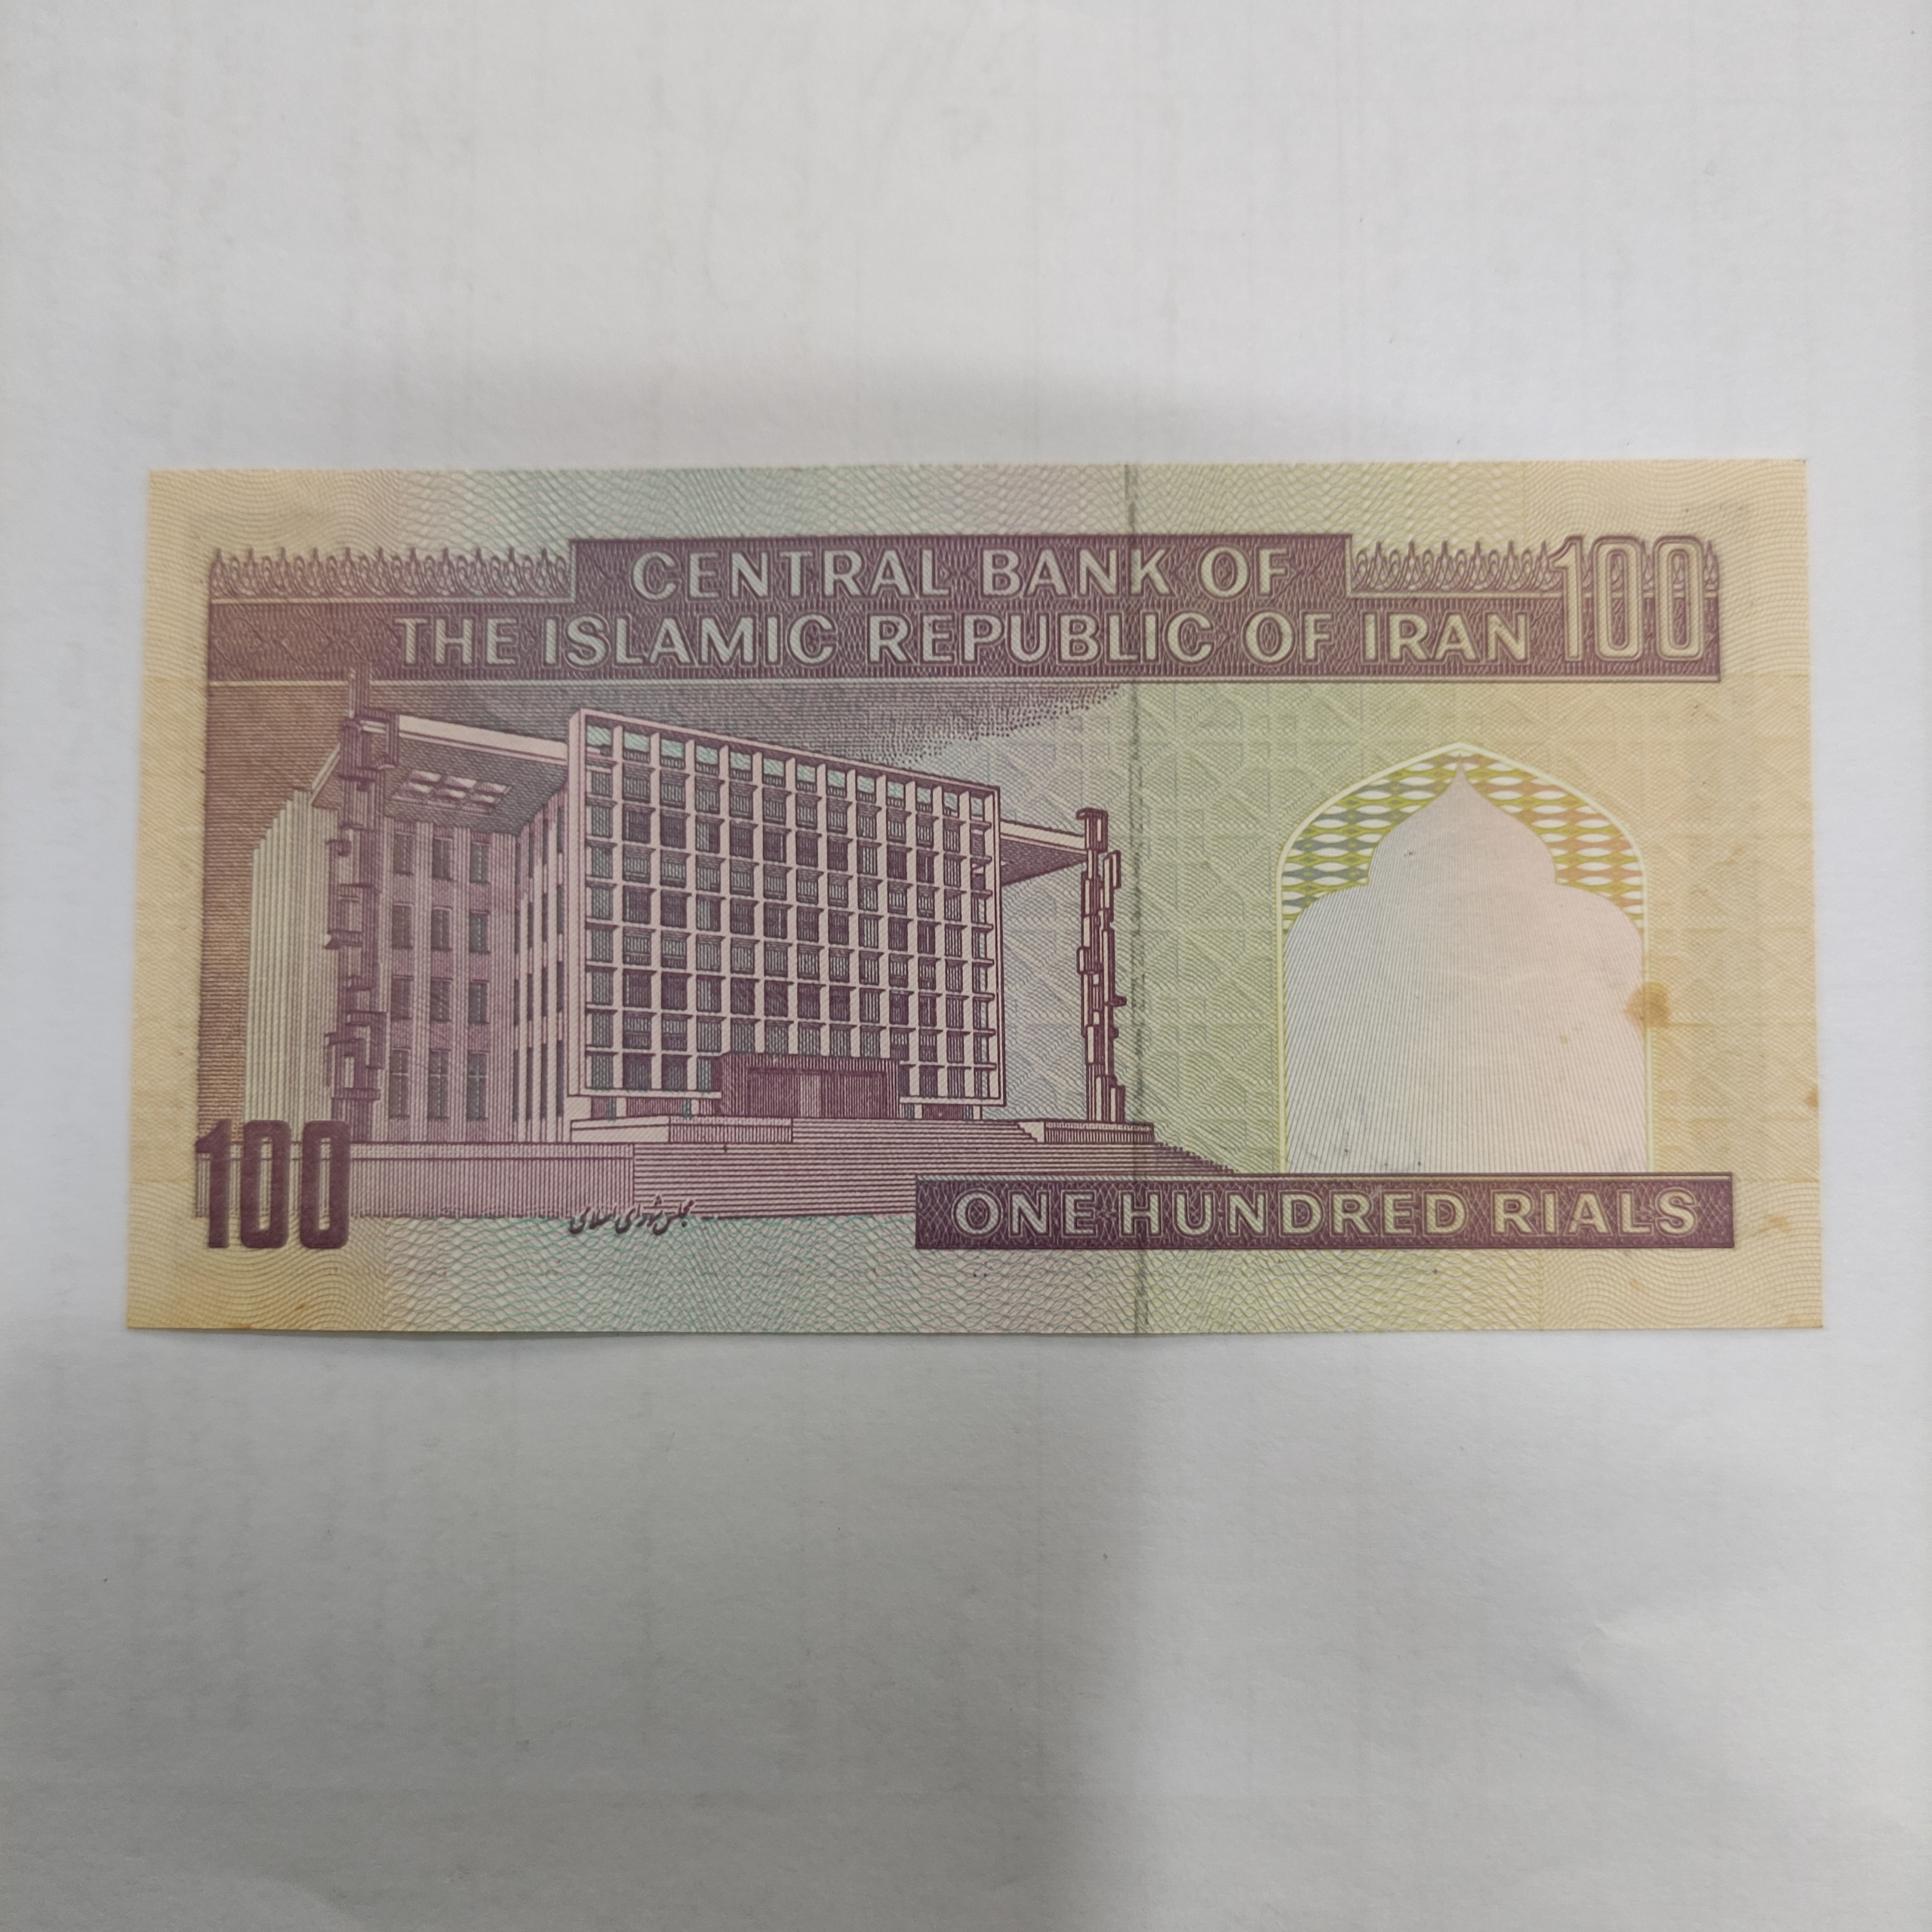 CENTRAL BANK OF
THE ISLAMIC REPUBLIC OF IRAN 100
100
مجلس شورای اسلامی
ONE HUNDRED RIALS